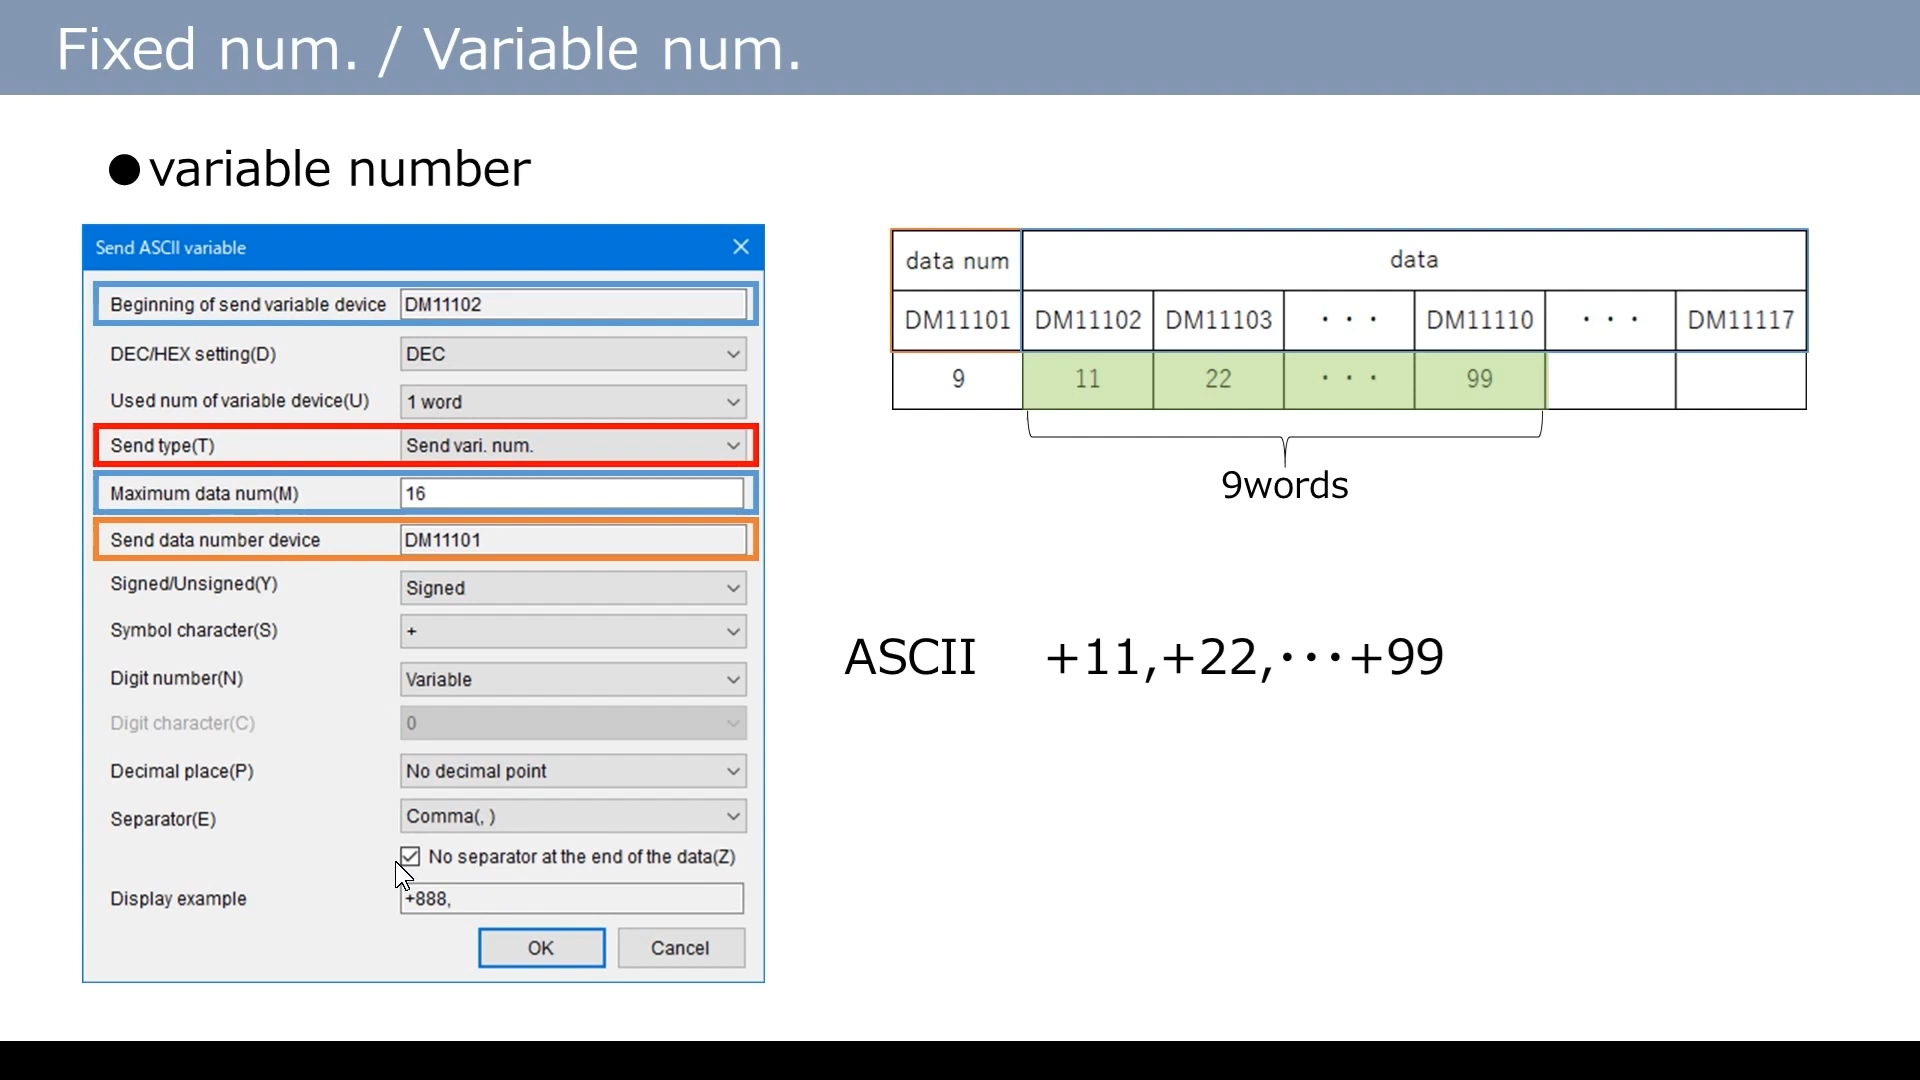 Fixed num. / Variable num.
●variable number
Send ASCII variable
Beginning of send variable device DM11102
DEC/HEX setting(D) DEC
Used num of variable device(U) 1 word
Send type(T) Send vari. num.
Maximum data num(M) 16
Send data number device DM11101
Signed/Unsigned(Y) Signed
Symbol character(S) +
Digit number(N) Variable
Digit character(C) 0
Decimal place(P) No decimal point
Separator(E) Comma(, )
No separator at the end of the data(Z)
Display example +888,
OK Cancel
data num data
DM11101 DM11102 DM11103 ・・・ DM11110 ・・・ DM11117
9 11 22 ・・・ 99
9words
ASCII +11,+22,・・・+99